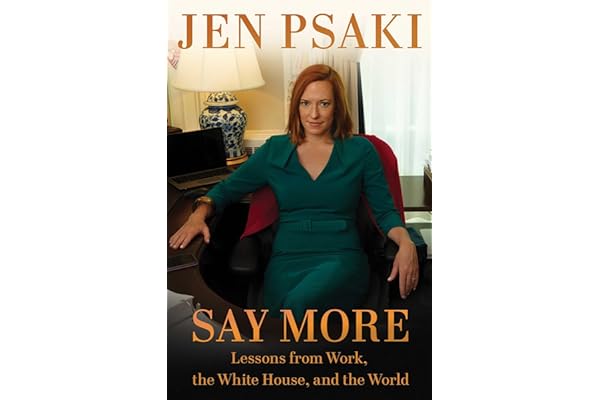 JEN PSAKI
SAY MORE
Lessons from Work,
the White House, and the World